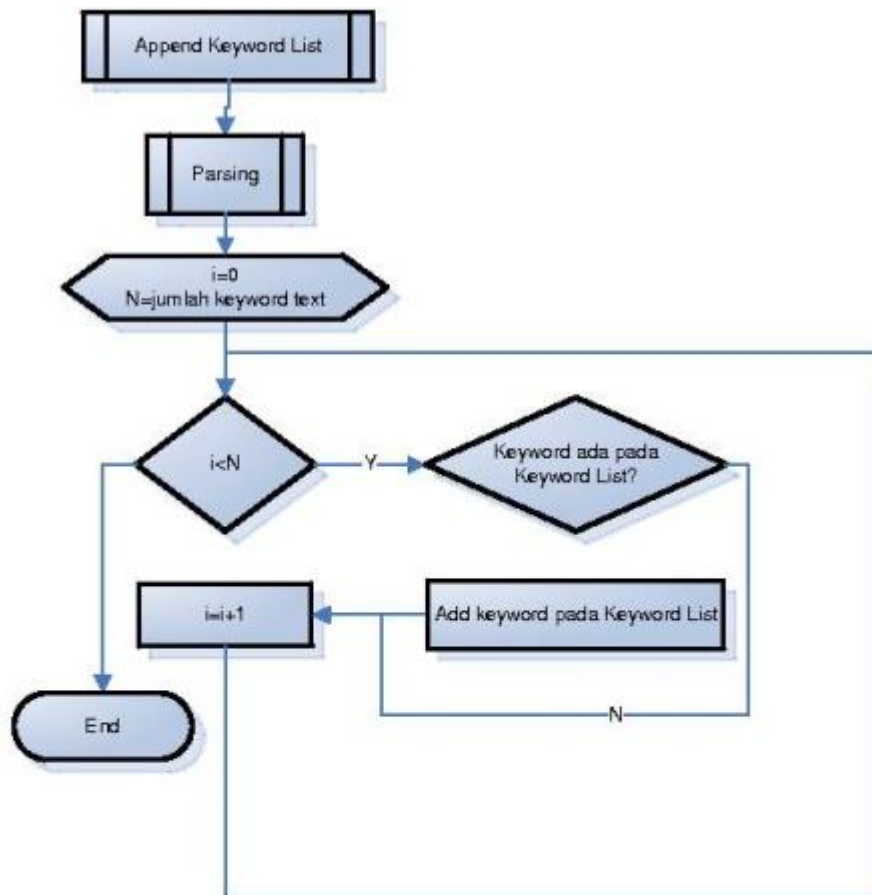 Append Keyword List
Parsing
i=0
N=jumlah keyword text
i<N
Y
Keyword ada pada
Keyword List?
i=i+1
Add keyword pada Keyword List
N
End